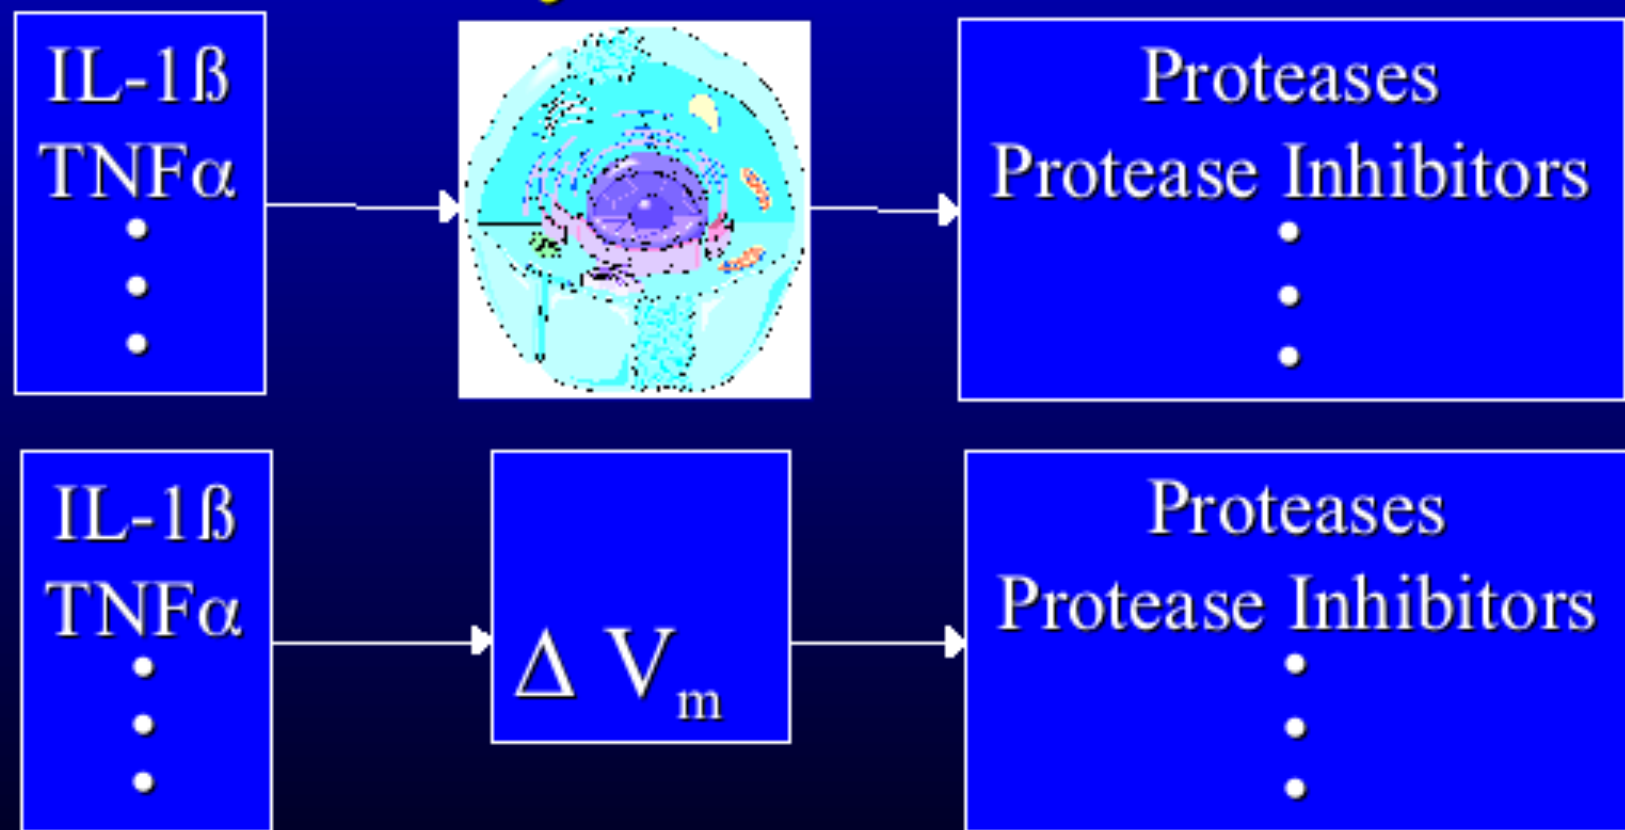 IL-1ß
TNFα
Proteases
Protease Inhibitors
IL-1ß
TNFα
Δ Vm
Proteases
Protease Inhibitors